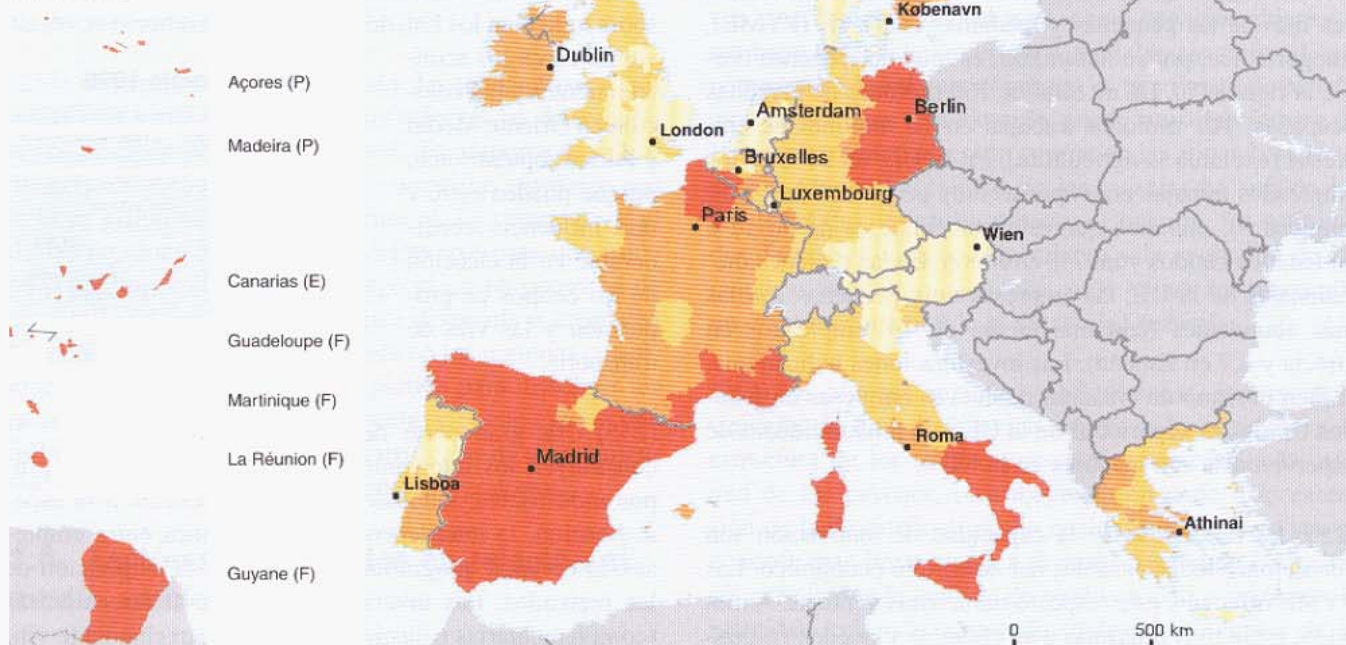 Açores (P)
Madeira (P)
Canarias (E)
Guadeloupe (F)
Martinique (F)
La Réunion (F)
Guyane (F)
København
Dublin
Amsterdam
Berlin
London
Bruxelles
Luxembourg
Paris
Wien
Roma
Madrid
Lisboa
Athinai
0 500 km